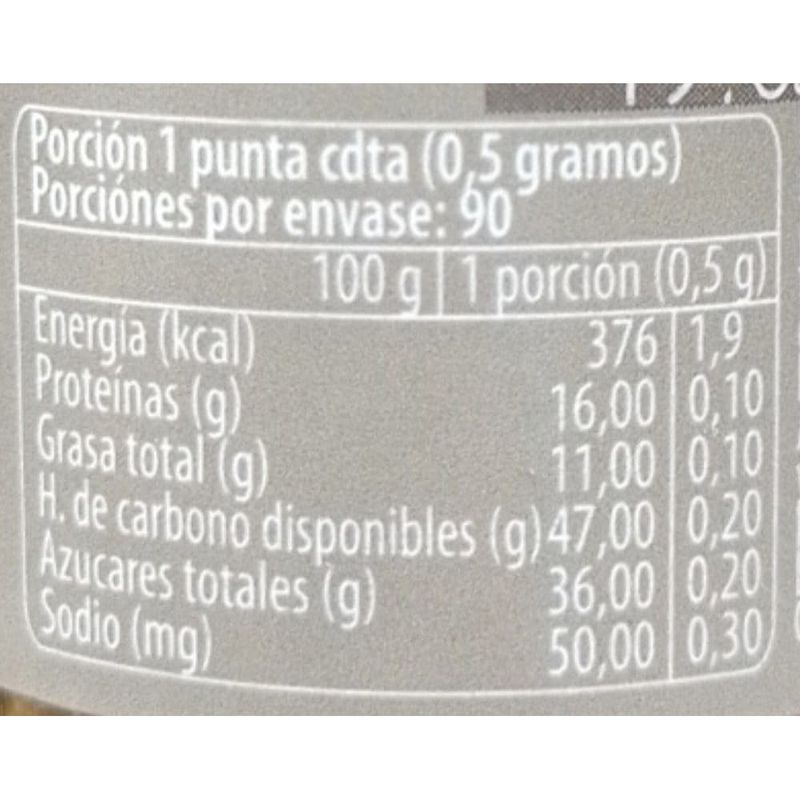 Porción 1 punta cdta (0,5 gramos)
Porciónes por envase: 90
100 g 1 porción (0,5 g)
Energía (kcal) 376 1,9
Proteínas (g) 16,00 0,10
Grasa total (g) 11,00 0,10
H. de carbono disponibles (g) 47,00 0,20
Azucares totales (g) 36,00 0,20
Sodio (mg) 50,00 0,30